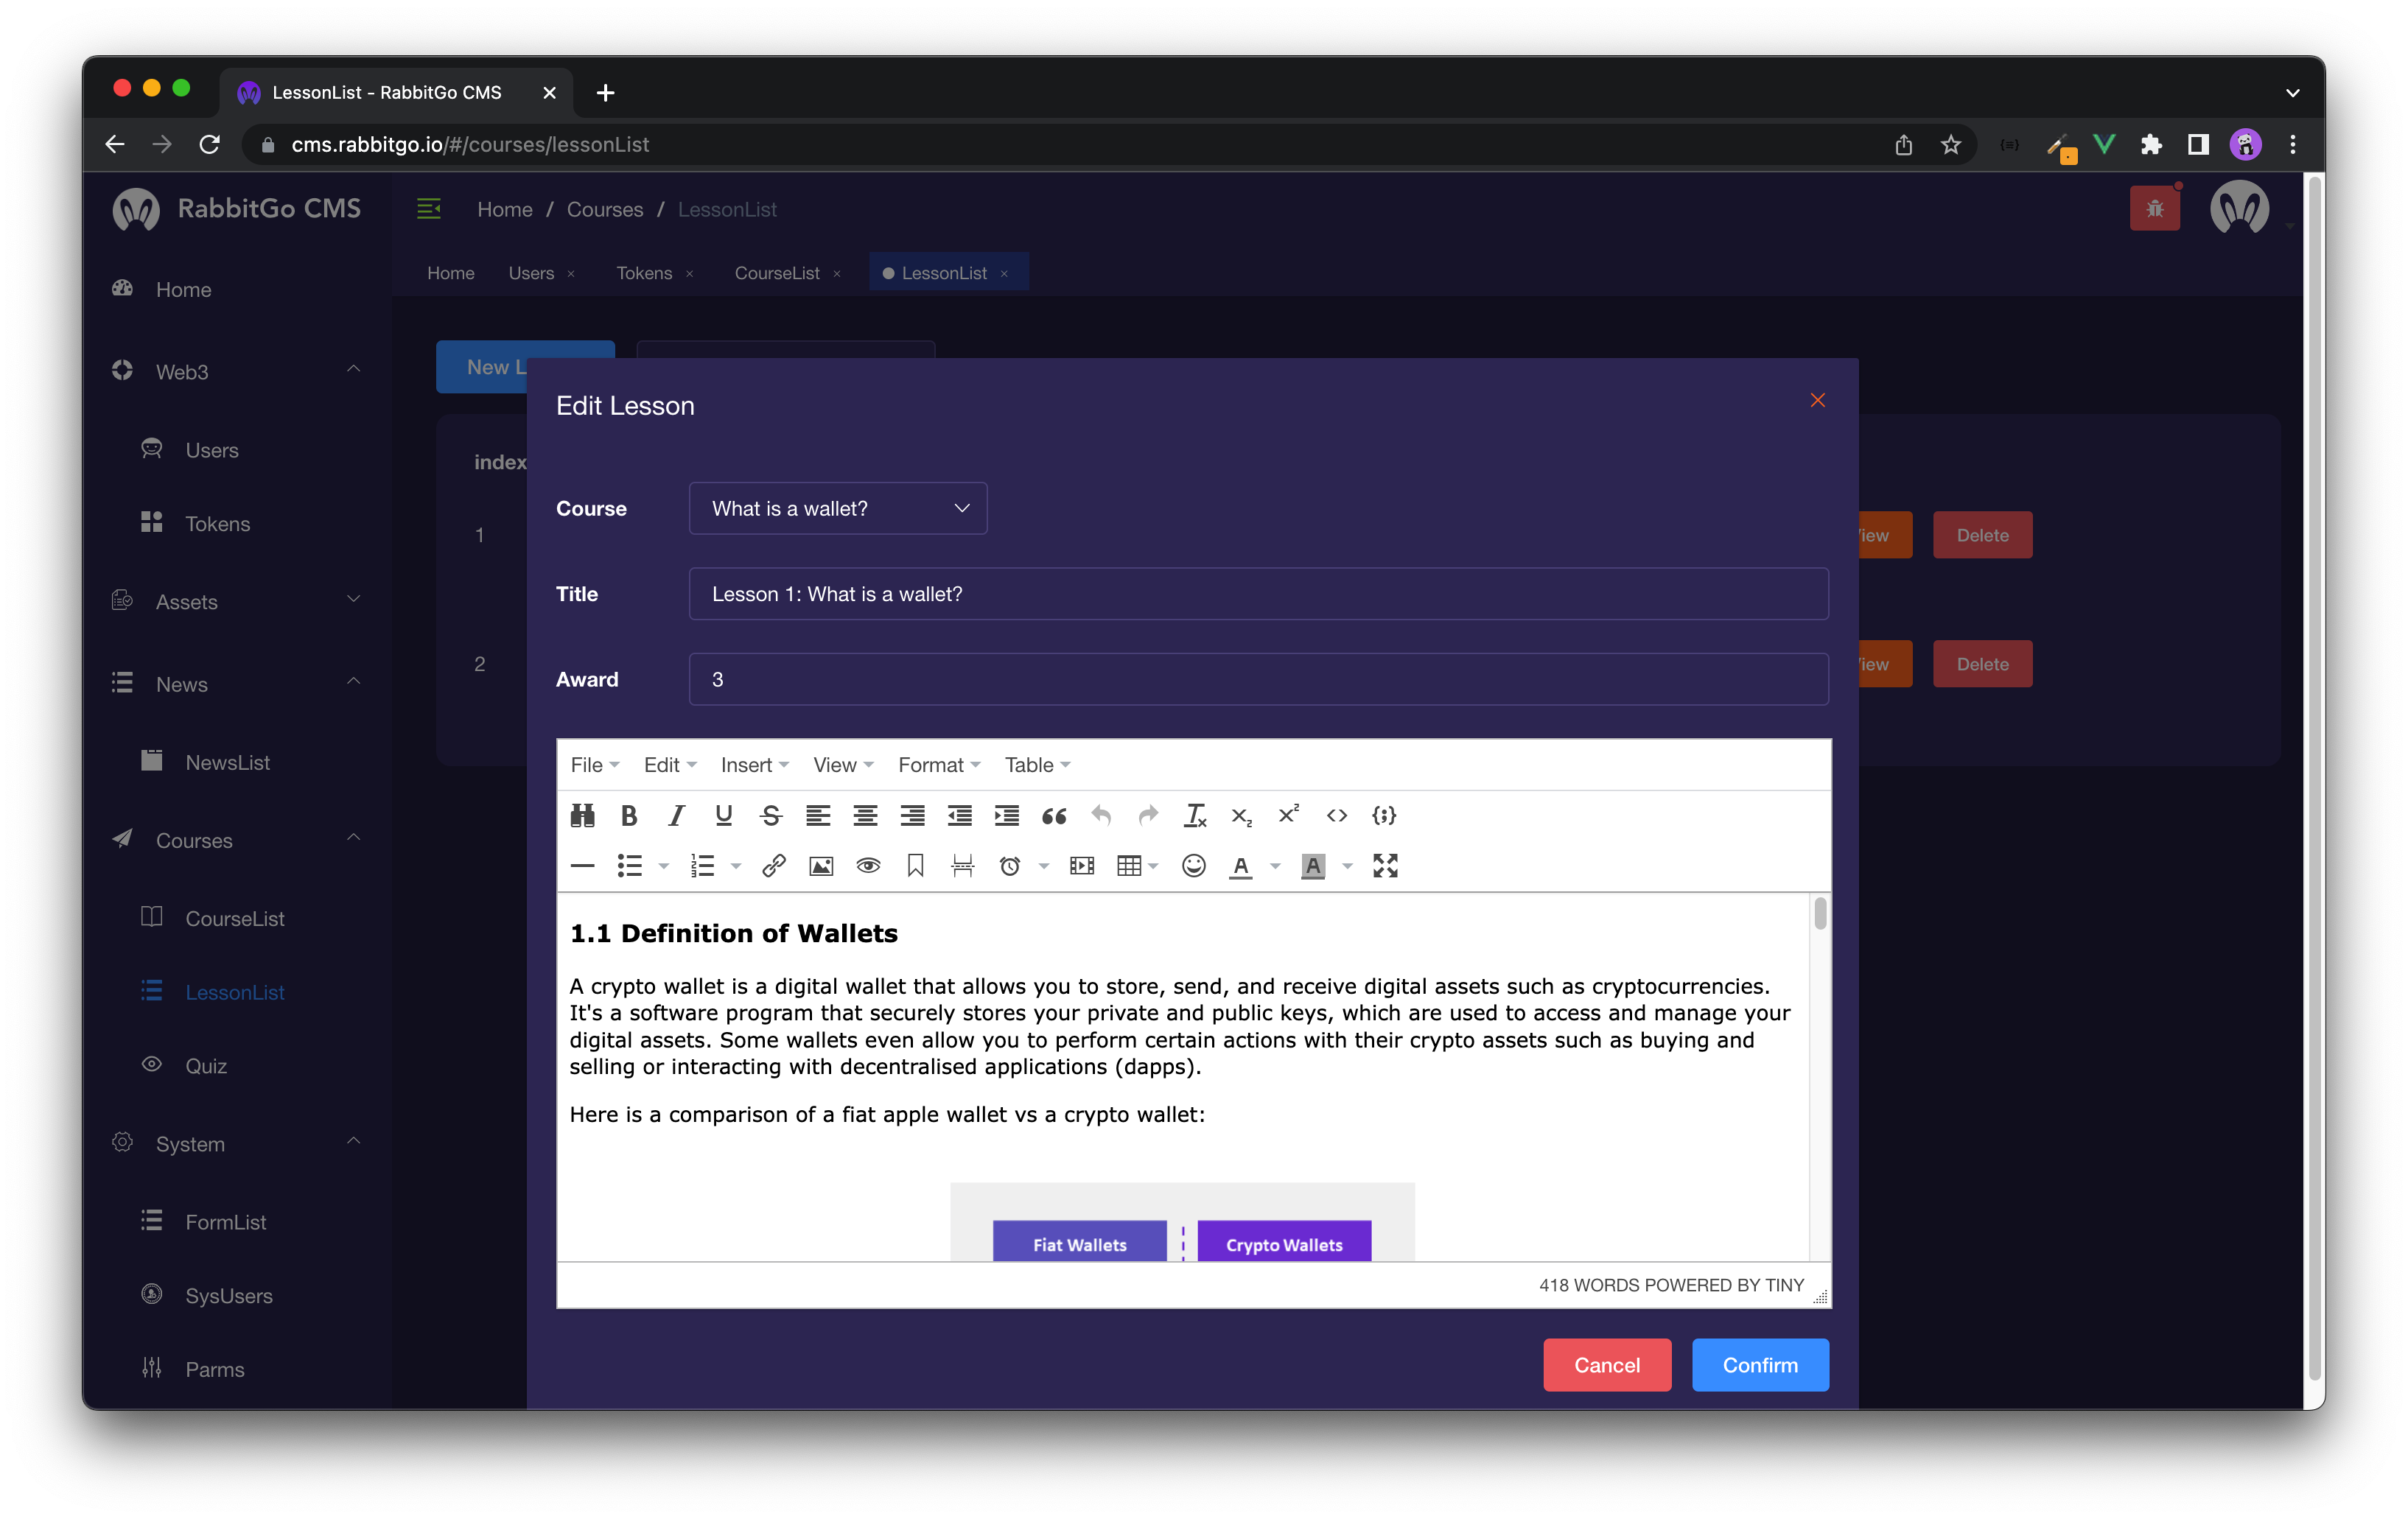 LessonList - RabbitGo CMS
cms.rabbitgo.io/#/courses/lessonList
RabbitGo CMS
Home / Courses / LessonList
Home
Users
Tokens
CourseList
LessonList
Home
Web3
Users
Tokens
Assets
News
NewsList
Courses
CourseList
LessonList
Quiz
System
FormList
SysUsers
Parms
New L
index
1
2
iew
Delete
iew
Delete
Edit Lesson
Course
What is a wallet?
Title
Lesson 1: What is a wallet?
Award
3
File Edit Insert View Format Table
1.1 Definition of Wallets
A crypto wallet is a digital wallet that allows you to store, send, and receive digital assets such as cryptocurrencies.
It's a software program that securely stores your private and public keys, which are used to access and manage your
digital assets. Some wallets even allow you to perform certain actions with their crypto assets such as buying and
selling or interacting with decentralised applications (dapps).
Here is a comparison of a fiat apple wallet vs a crypto wallet:
Fiat Wallets
Crypto Wallets
418 WORDS POWERED BY TINY
Cancel
Confirm